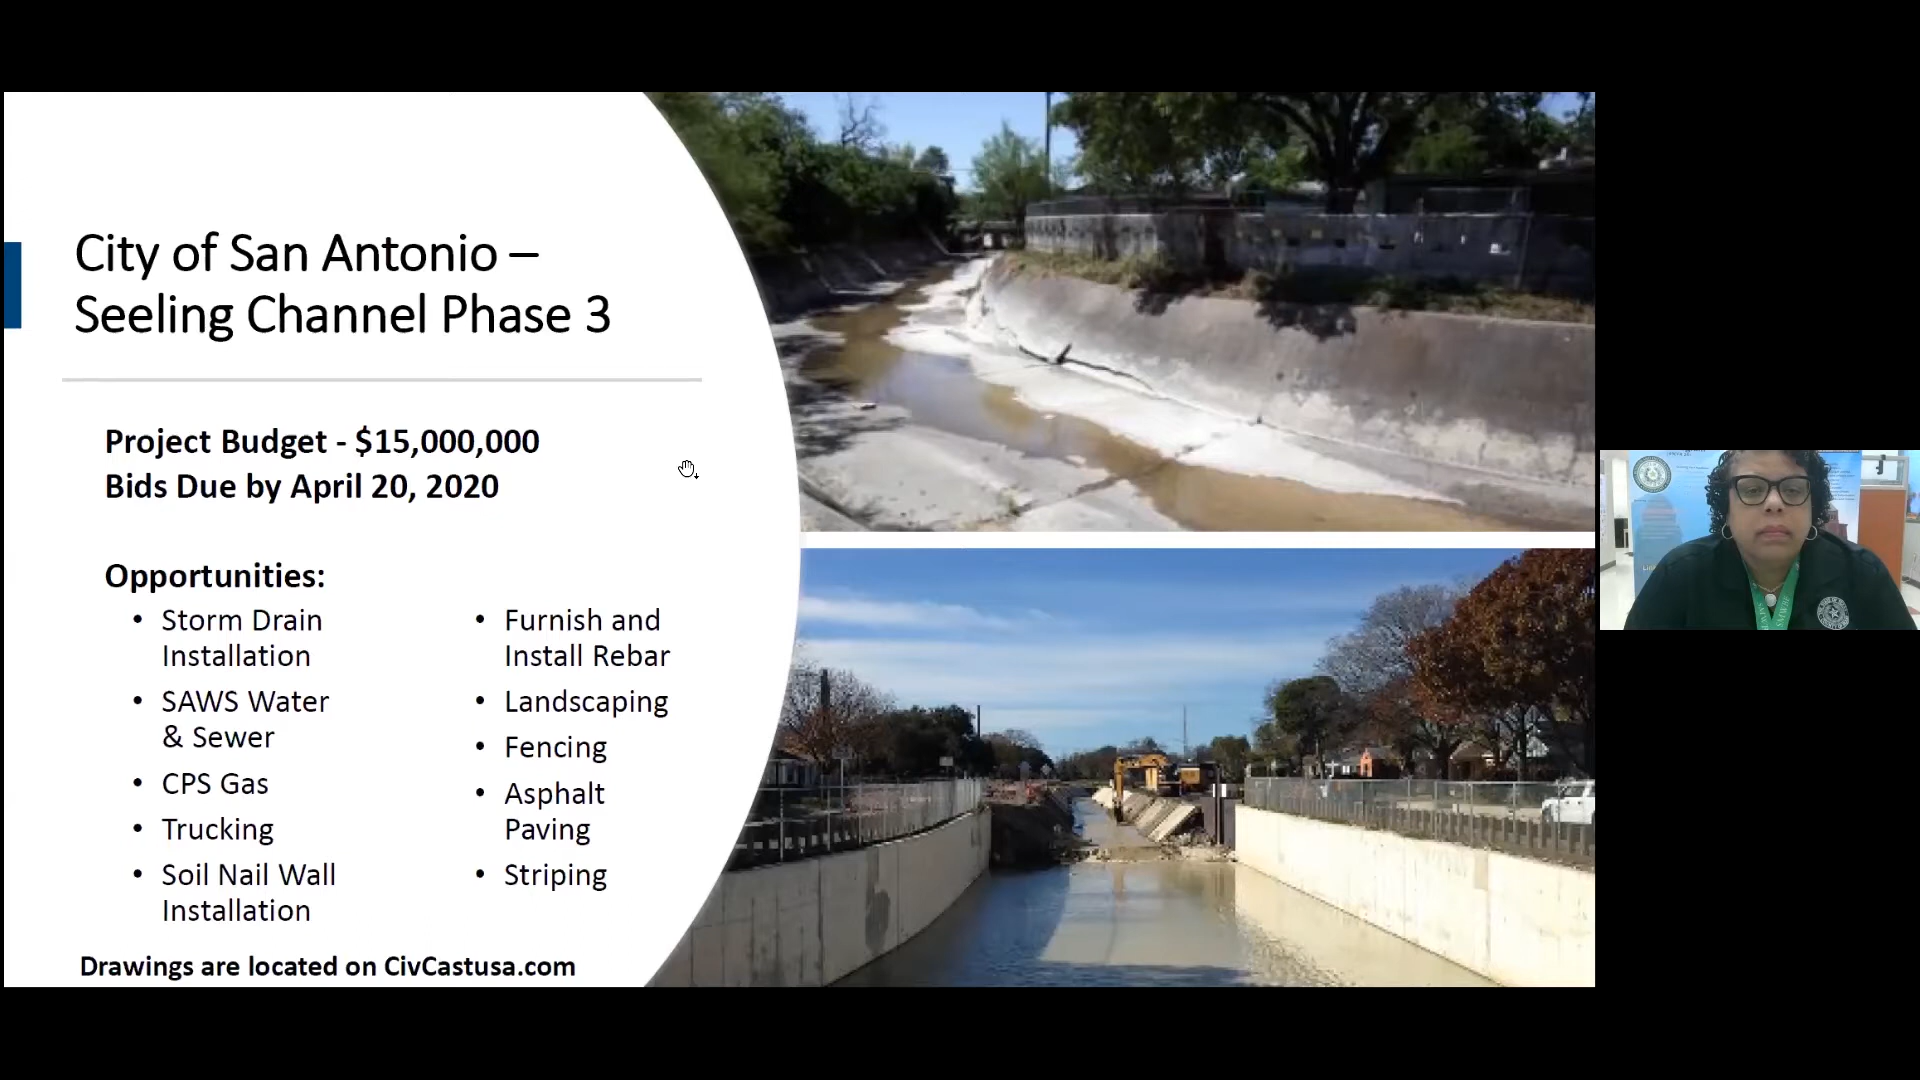 City of San Antonio –
Seeling Channel Phase 3
Project Budget - $15,000,000
Bids Due by April 20, 2020
Opportunities:
• Storm Drain
Installation
• SAWS Water
& Sewer
• CPS Gas
• Trucking
• Soil Nail Wall
Installation
• Furnish and
Install Rebar
• Landscaping
• Fencing
• Asphalt
Paving
• Striping
Drawings are located on CivCastusa.com